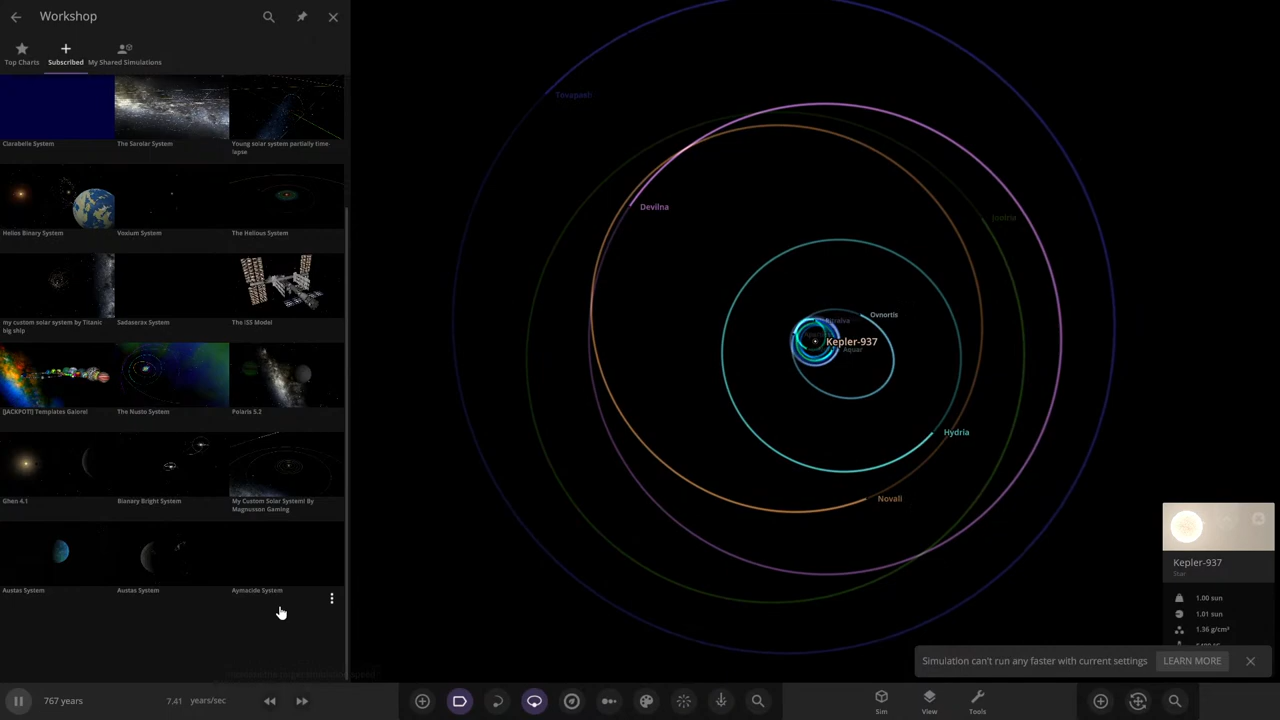 Workshop
Top Charts
Subscribed
My Shared Simulations
Clarabelle System
The Sarolar System
Young solar system partially time-
lapse
Helios Binary System
Voxium System
The Helious System
my custom solar system by Titanic
big ship
Sadaserax System
The ISS Model
[JACKPOT!] Templates Galore!
The Nusto System
Polaris 5.2
Ghen 4.1
Bianary Bright System
My Custom Solar System! By
Magnusson Gaming
Austas System
Austas System
Aymacide System
Tovapash
Devilna
Joolria
Ovnortis
Kepler-937
Aquar
Hydria
Novali
Kepler-937
Star
1.00 sun
1.01 sun
1.36 g/cm³
Simulation can't run any faster with current settings
LEARN MORE
767 years
7.41 years/sec
Sim
View
Tools